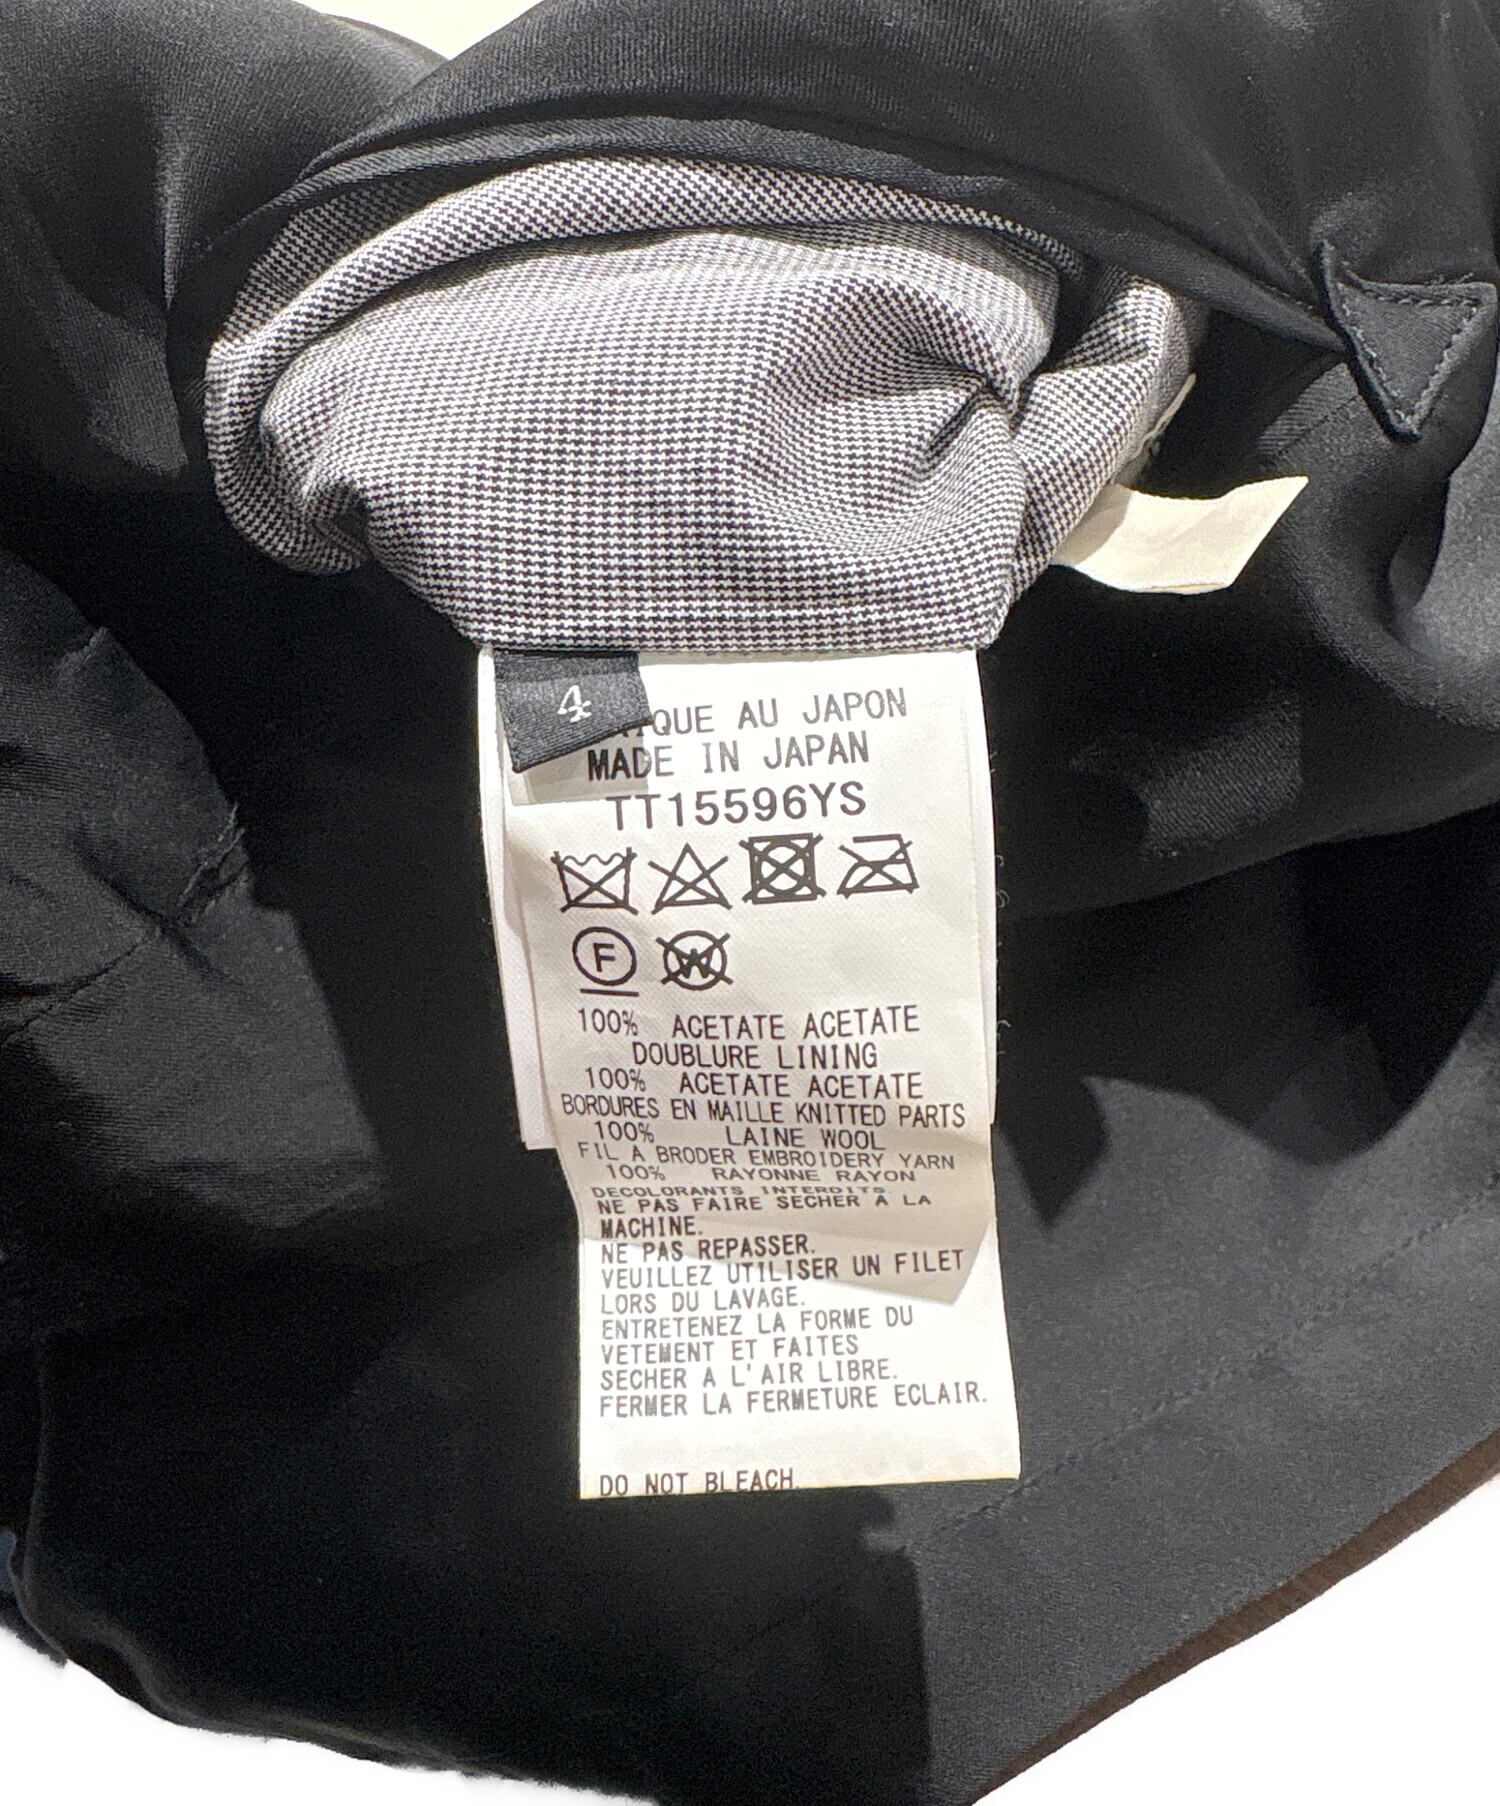 4
AU JAPON
MADE IN JAPAN
TT15596YS
F W
100% ACETATE ACETATE
DOUBLURE LINING
100% ACETATE ACETATE
BORDURES EN MAILLE KNITTED PARTS
100% LAINE WOOL
FIL A BRODER EMBROIDERY YARN
100% RAYONNE RAYON
DECOLORANTS INTERDITS.
NE PAS FAIRE SECHER A LA
MACHINE.
NE PAS REPASSER.
VEUILLEZ UTILISER UN FILET
LORS DU LAVAGE.
ENTRETENEZ LA FORME DU
VETEMENT ET FAITES
SECHER A L'AIR LIBRE.
FERMER LA FERMETURE ECLAIR.
DO NOT BLEACH.